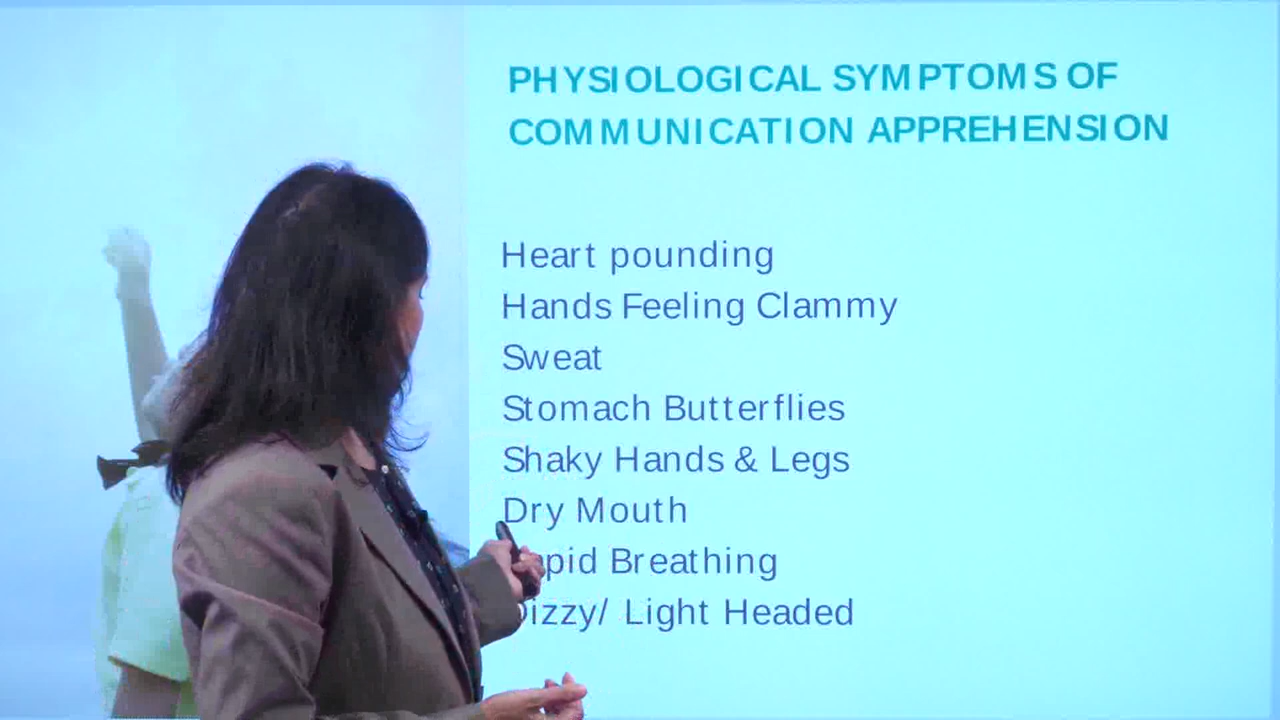 PHYSIOLOGICAL SYMPTOMS OF
COMMUNICATION APPREHENSION
Heart pounding
Hands Feeling Clammy
Sweat
Stomach Butterflies
Shaky Hands & Legs
Dry Mouth
Breathing
Dizzy/ Light Headed